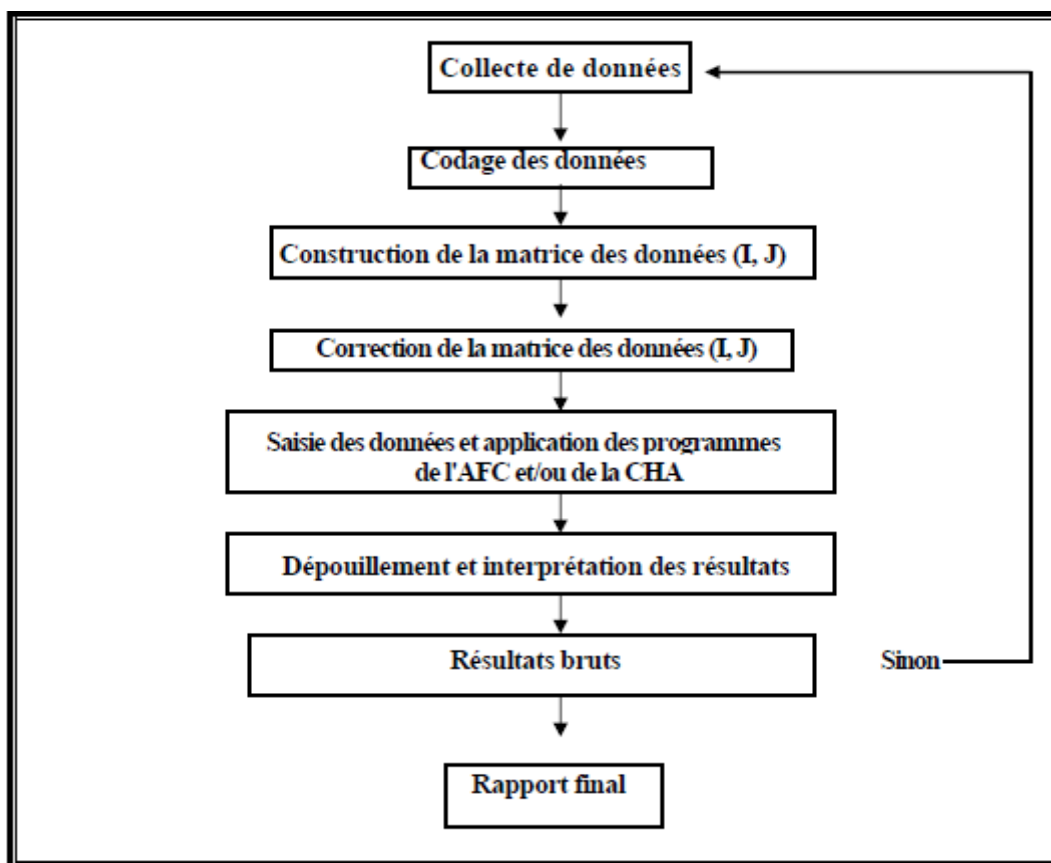 Collecte de données
Codage des données
Construction de la matrice des données (I, J)
Correction de la matrice des données (I, J)
Saisie des données et application des programmes
de l'AFC et/ou de la CHA
Dépouillement et interprétation des résultats
Résultats bruts
Sinon
Rapport final